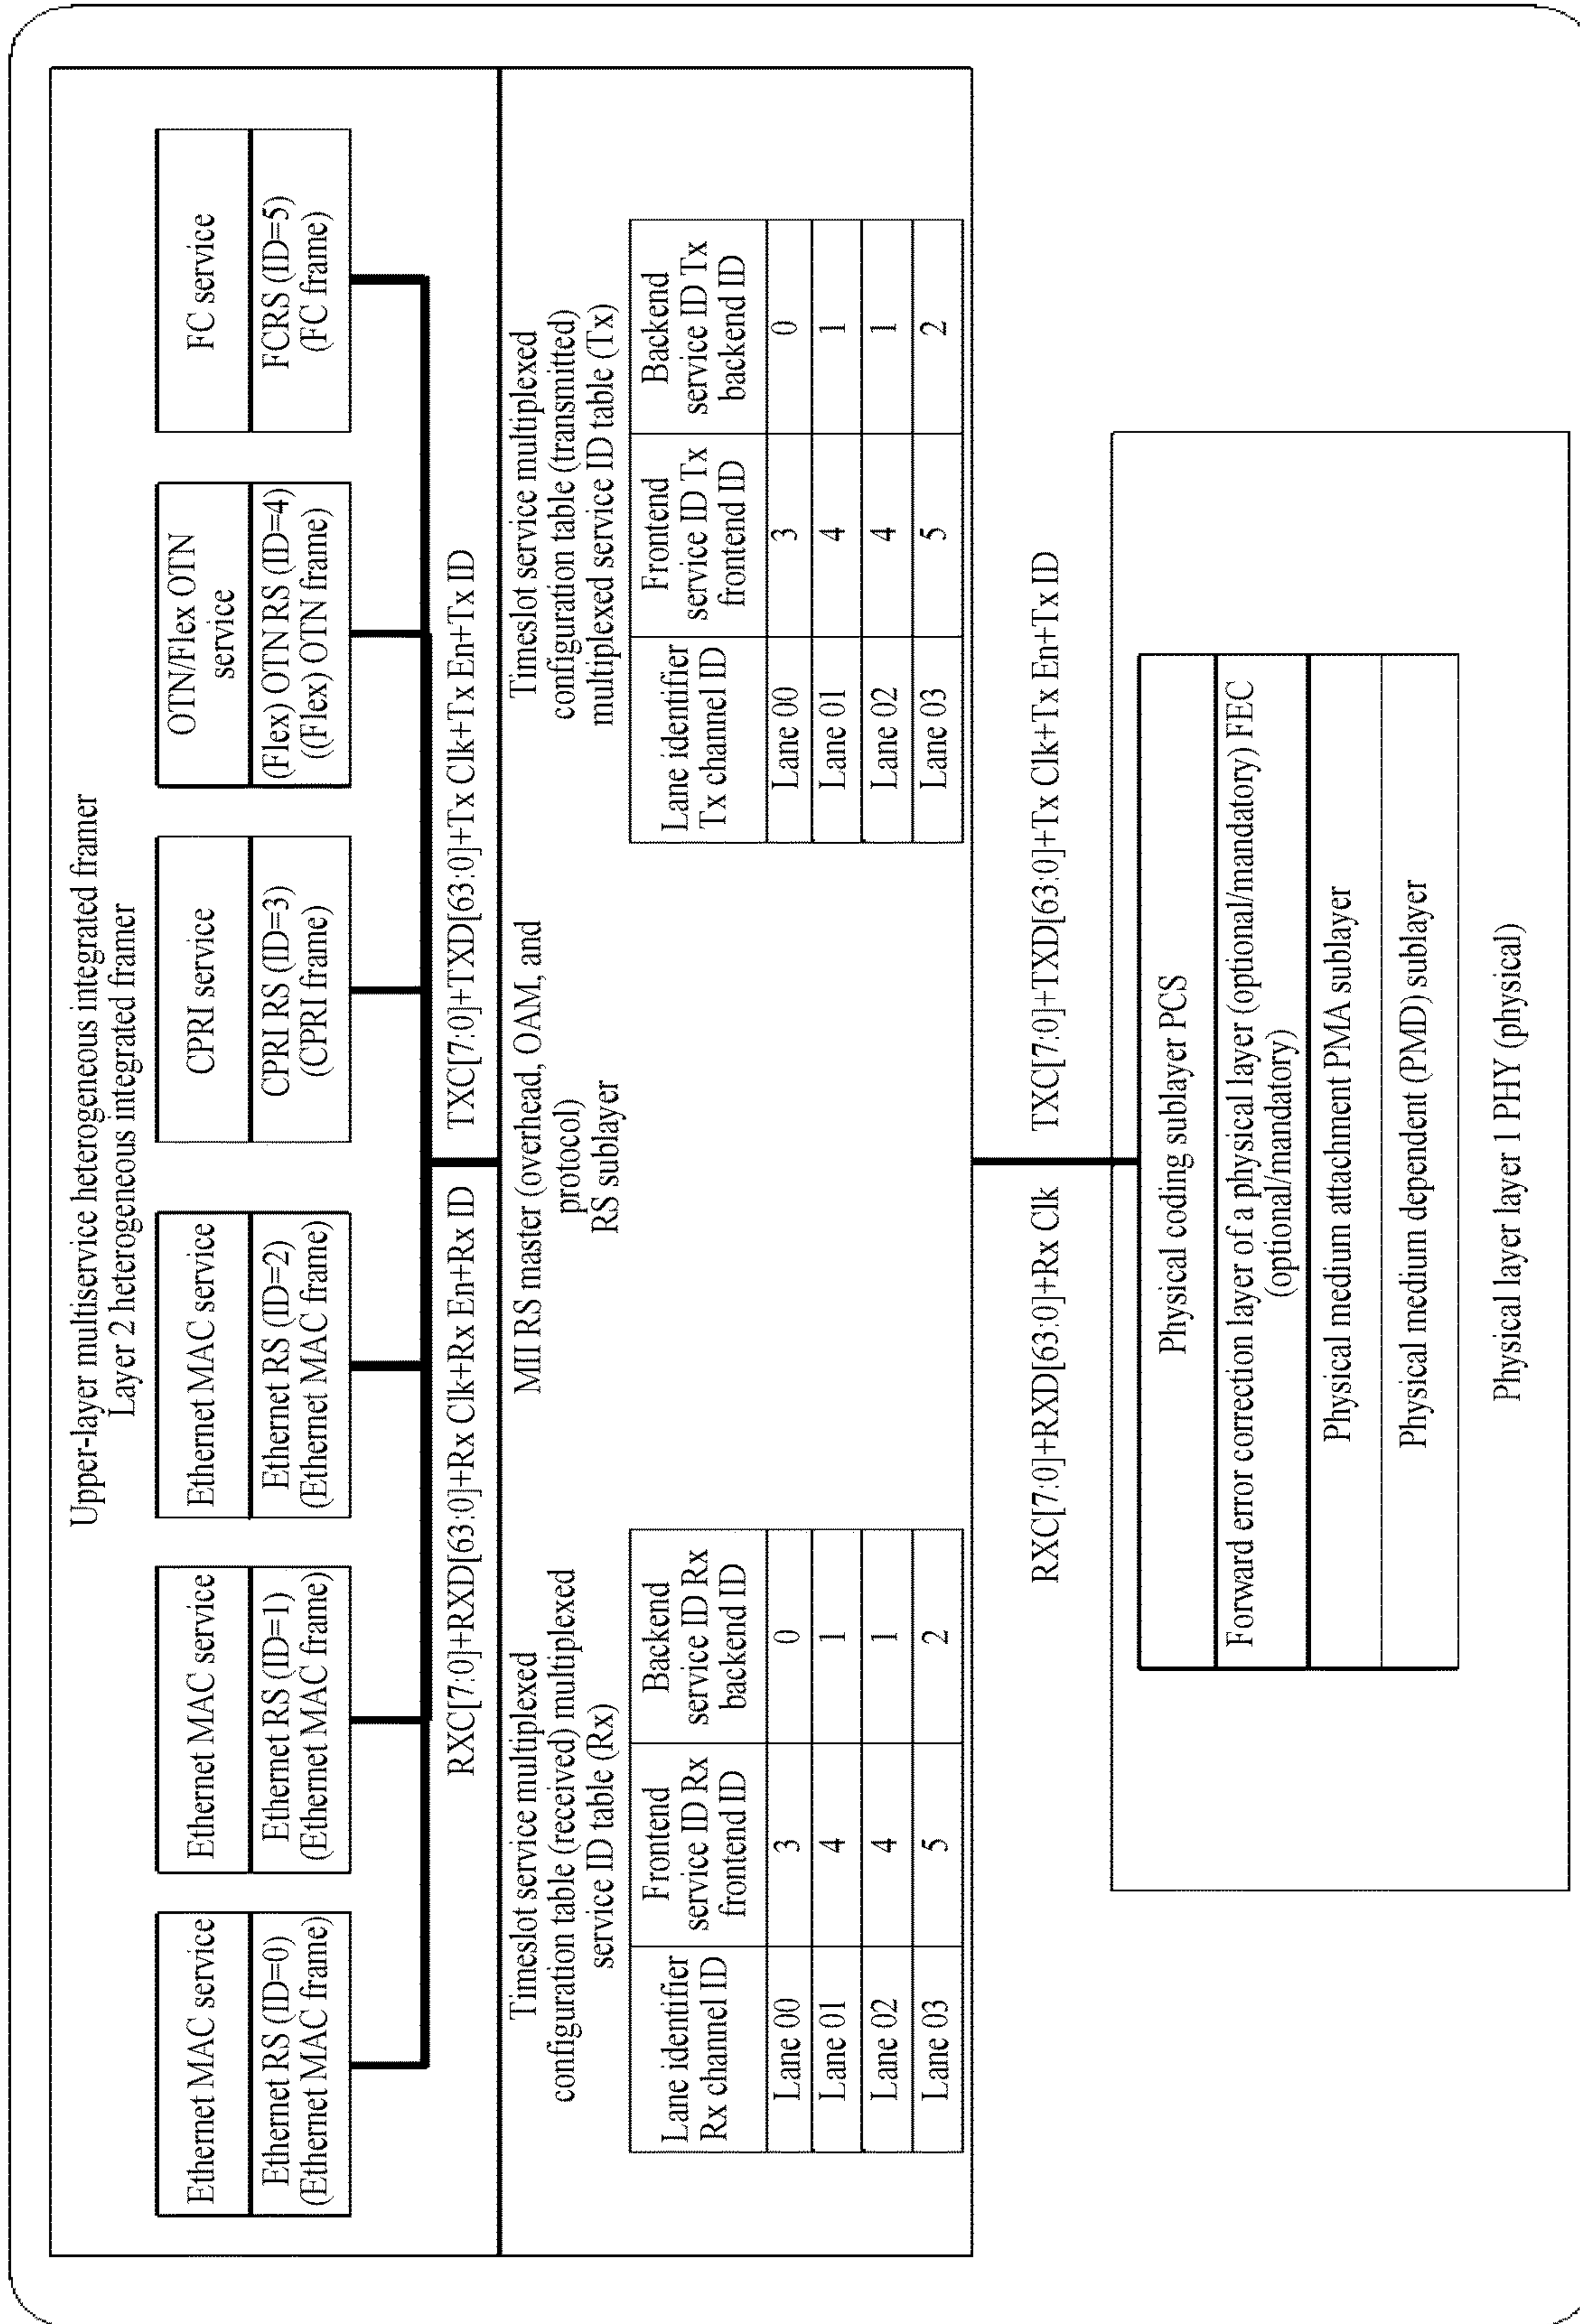 Upper-layer multiservice heterogeneous integrated framer
Layer 2 heterogeneous integrated framer
Ethernet MAC service
Ethernet RS (ID=0)
(Ethernet MAC frame)
Ethernet MAC service
Ethernet RS (ID=1)
(Ethernet MAC frame)
Ethernet MAC service
Ethernet RS (ID=2)
(Ethernet MAC frame)
CPRI service
CPRI RS (ID=3)
(CPRI frame)
OTN/Flex OTN
service
(Flex) OTN RS (ID=4)
((Flex) OTN frame)
FC service
FCRS (ID=5)
(FC frame)
RXC[7:0]+RXD[63:0]+Rx Clk+Rx En+Rx ID
TXC[7:0]+TXD[63:0]+Tx Clk+Tx En+Tx ID
Timeslot service multiplexed
configuration table (received) multiplexed
service ID table (Rx)
Lane identifier
Rx channel ID
Frontend
service ID Rx
frontend ID
Backend
service ID Rx
backend ID
Lane 00
3
0
Lane 01
4
1
Lane 02
4
1
Lane 03
5
2
MII RS master (overhead, OAM, and
protocol)
RS sublayer
Timeslot service multiplexed
configuration table (transmitted)
multiplexed service ID table (Tx)
Lane identifier
Tx channel ID
Frontend
service ID Tx
frontend ID
Backend
service ID Tx
backend ID
Lane 00
3
0
Lane 01
4
1
Lane 02
4
1
Lane 03
5
2
RXC[7:0]+RXD[63:0]+Rx Clk
TXC[7:0]+TXD[63:0]+Tx Clk+Tx En+Tx ID
Physical coding sublayer PCS
Forward error correction layer of a physical layer (optional/mandatory) FEC
(optional/mandatory)
Physical medium attachment PMA sublayer
Physical medium dependent (PMD) sublayer
Physical layer layer 1 PHY (physical)